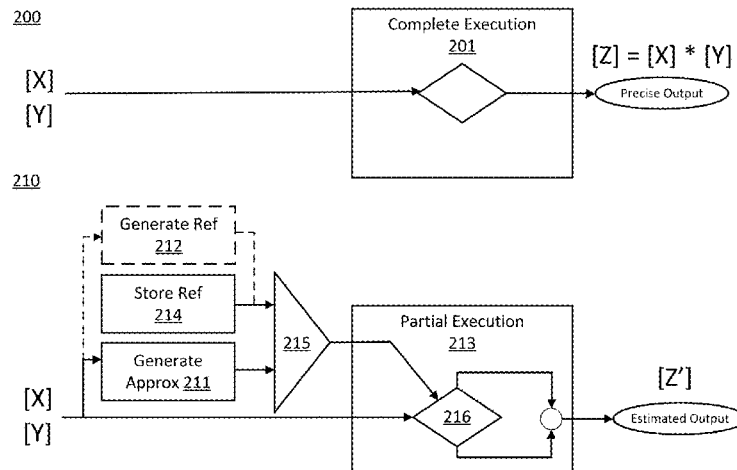 200
Complete Execution
201
[X]
[Y]
[Z] = [X] * [Y]
Precise Output
210
Generate Ref
212
Store Ref
214
Generate
Approx 211
215
Partial Execution
213
216
[X]
[Y]
[Z']
Estimated Output